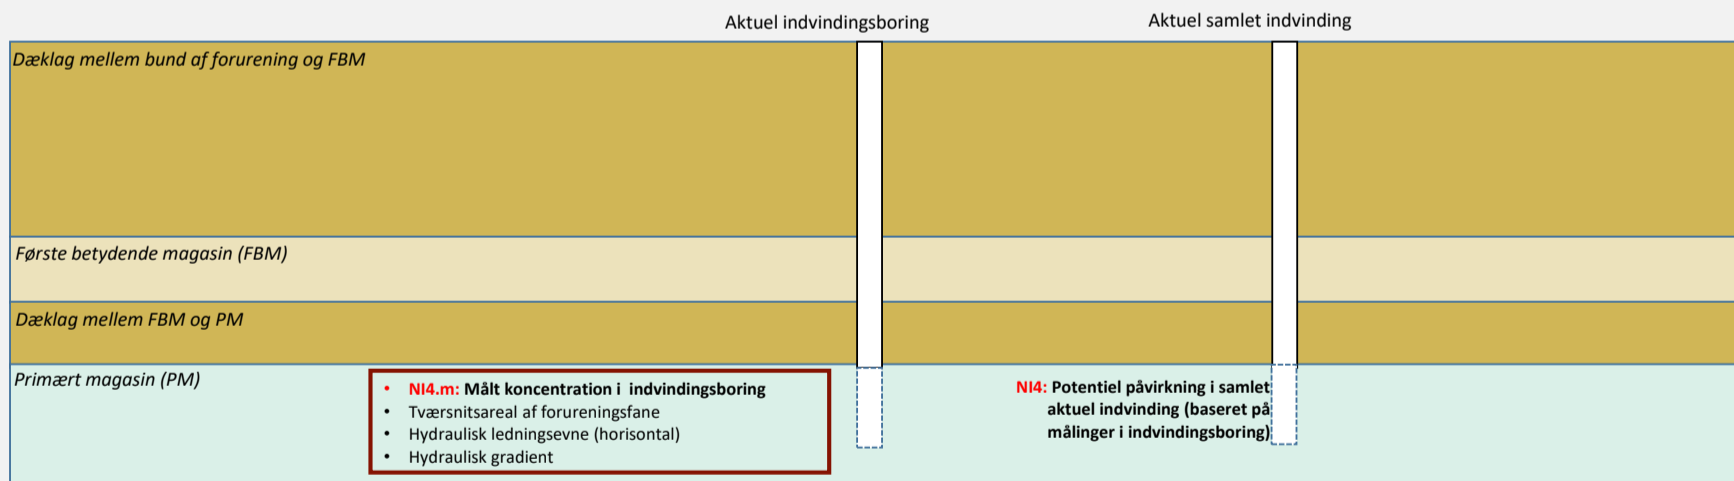 Aktuel indvindingsboring
Aktuel samlet indvinding
Dæklag mellem bund af forurening og FBM
Første betydende magasin (FBM)
Dæklag mellem FBM og PM
Primært magasin (PM)
• NI4.m: Målt koncentration i indvindingsboring
• Tværsnitsareal af forureningsfane
• Hydraulisk ledningsevne (horisontal)
• Hydraulisk gradient
NI4: Potentiel påvirkning i samlet
aktuel indvinding (baseret på
målinger i indvindingsboring)